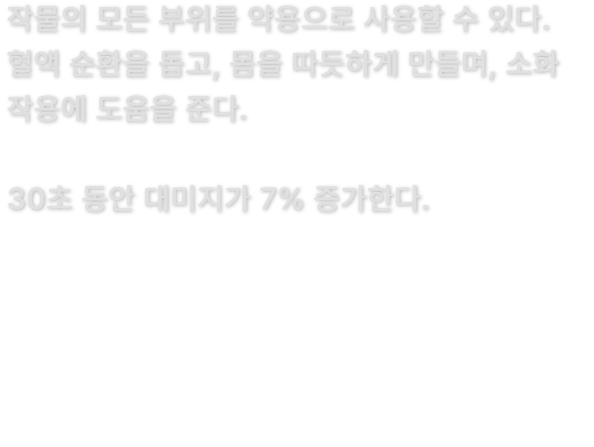 작물의 모든 부위를 약용으로 사용할 수 있다.
혈액 순환을 돕고, 몸을 따듯하게 만들며, 소화
작용에 도움을 준다.
30초 동안 대미지가 7% 증가한다.